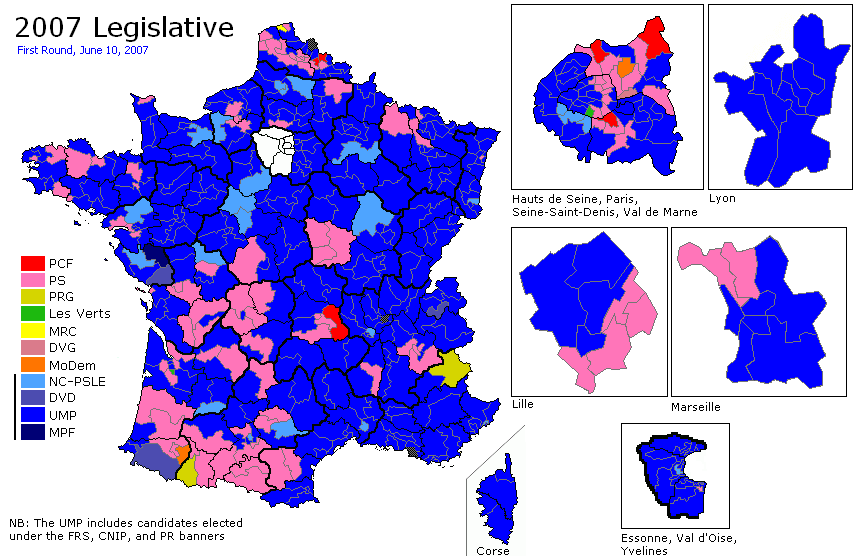 2007 Legislative
First Round, June 10, 2007
PCF
PS
PRG
Les Verts
MRC
DVG
MoDem
NC-PSLE
DVD
UMP
MPF
NB: The UMP includes candidates elected
under the FRS, CNIP, and PR banners
Hauts de Seine, Paris,
Seine-Saint-Denis, Val de Marne
Lyon
Lille
Marseille
Corse
Essonne, Val d'Oise,
Yvelines